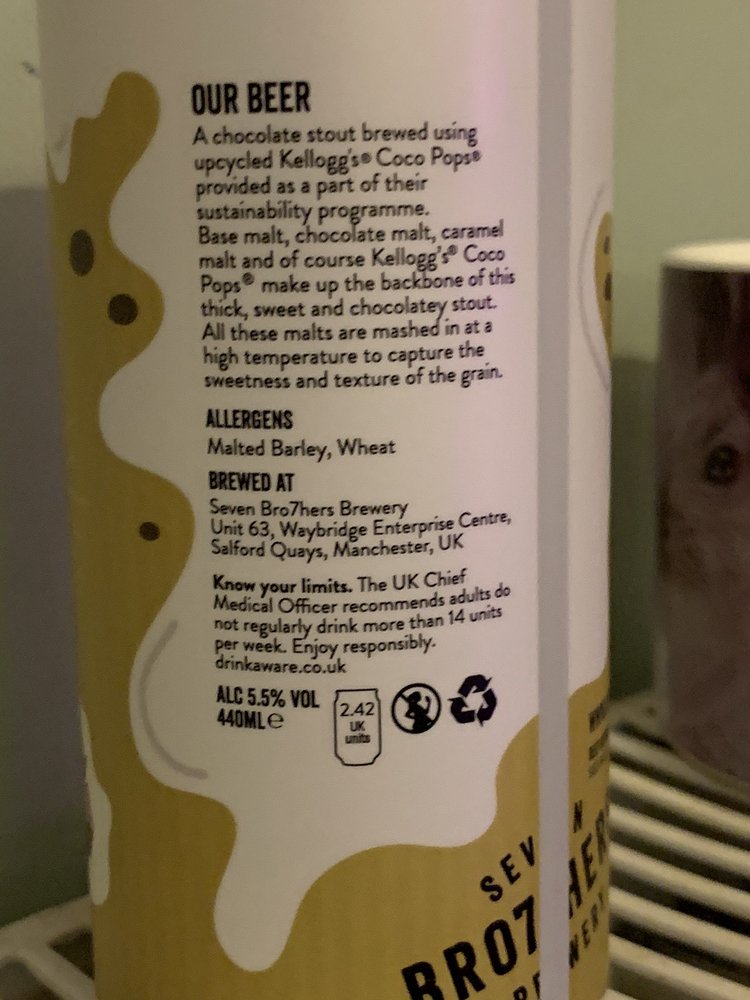 OUR BEER
A chocolate stout brewed using
upcycled Kellogg's® Coco Pops®
provided as a part of their
sustainability programme.
Base malt, chocolate malt, caramel
malt and of course Kellogg's® Coco
Pops® make up the backbone of this
thick, sweet and chocolatey stout.
All these malts are mashed in at a
high temperature to capture the
sweetness and texture of the grain.
ALLERGENS
Malted Barley, Wheat
BREWED AT
Seven Bro7hers Brewery
Unit 63, Waybridge Enterprise Centre,
Salford Quays, Manchester, UK
Know your limits. The UK Chief
Medical Officer recommends adults do
not regularly drink more than 14 units
per week. Enjoy responsibly.
drinkaware.co.uk
ALC 5.5% VOL
440ML℮
2.42
UK
units
SEV N
BRO7 HERS
BR WERY